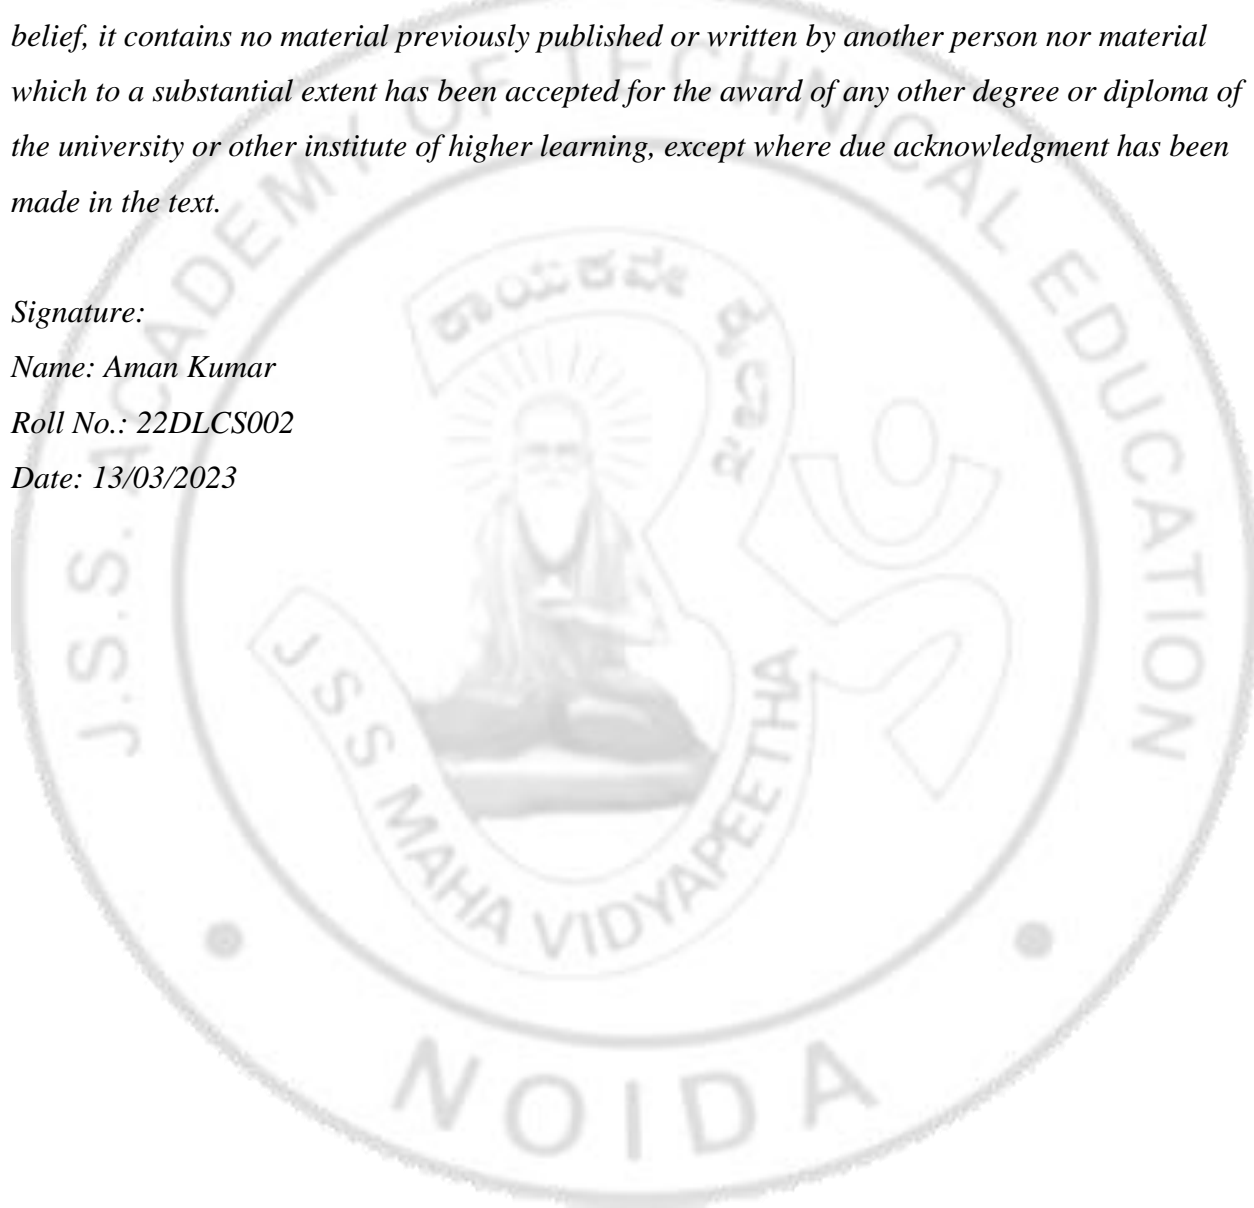 belief, it contains no material previously published or written by another person nor material
which to a substantial extent has been accepted for the award of any other degree or diploma of
the university or other institute of higher learning, except where due acknowledgment has been
made in the text.
Signature:
Name: Aman Kumar
Roll No.: 22DLCS002
Date: 13/03/2023
J.S.S. ACADEMY OF TECHNICAL EDUCATION
J S S MAHA VIDYAPEETHA
NOIDA